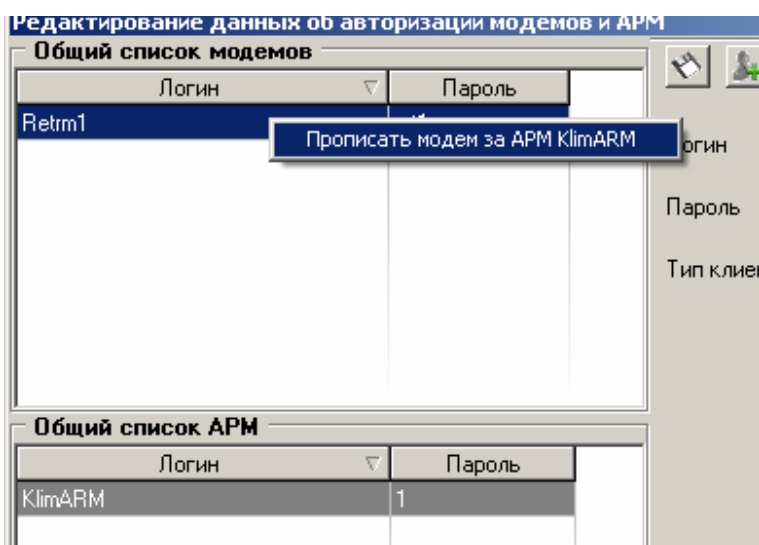 Редактирование данных об авторизации модемов и АРМ
Общий список модемов
Логин Пароль
Retrm1
Прописать модем за АРМ KlimARM
огин
Пароль
Тип клиен
Общий список АРМ
Логин Пароль
KlimARM 1